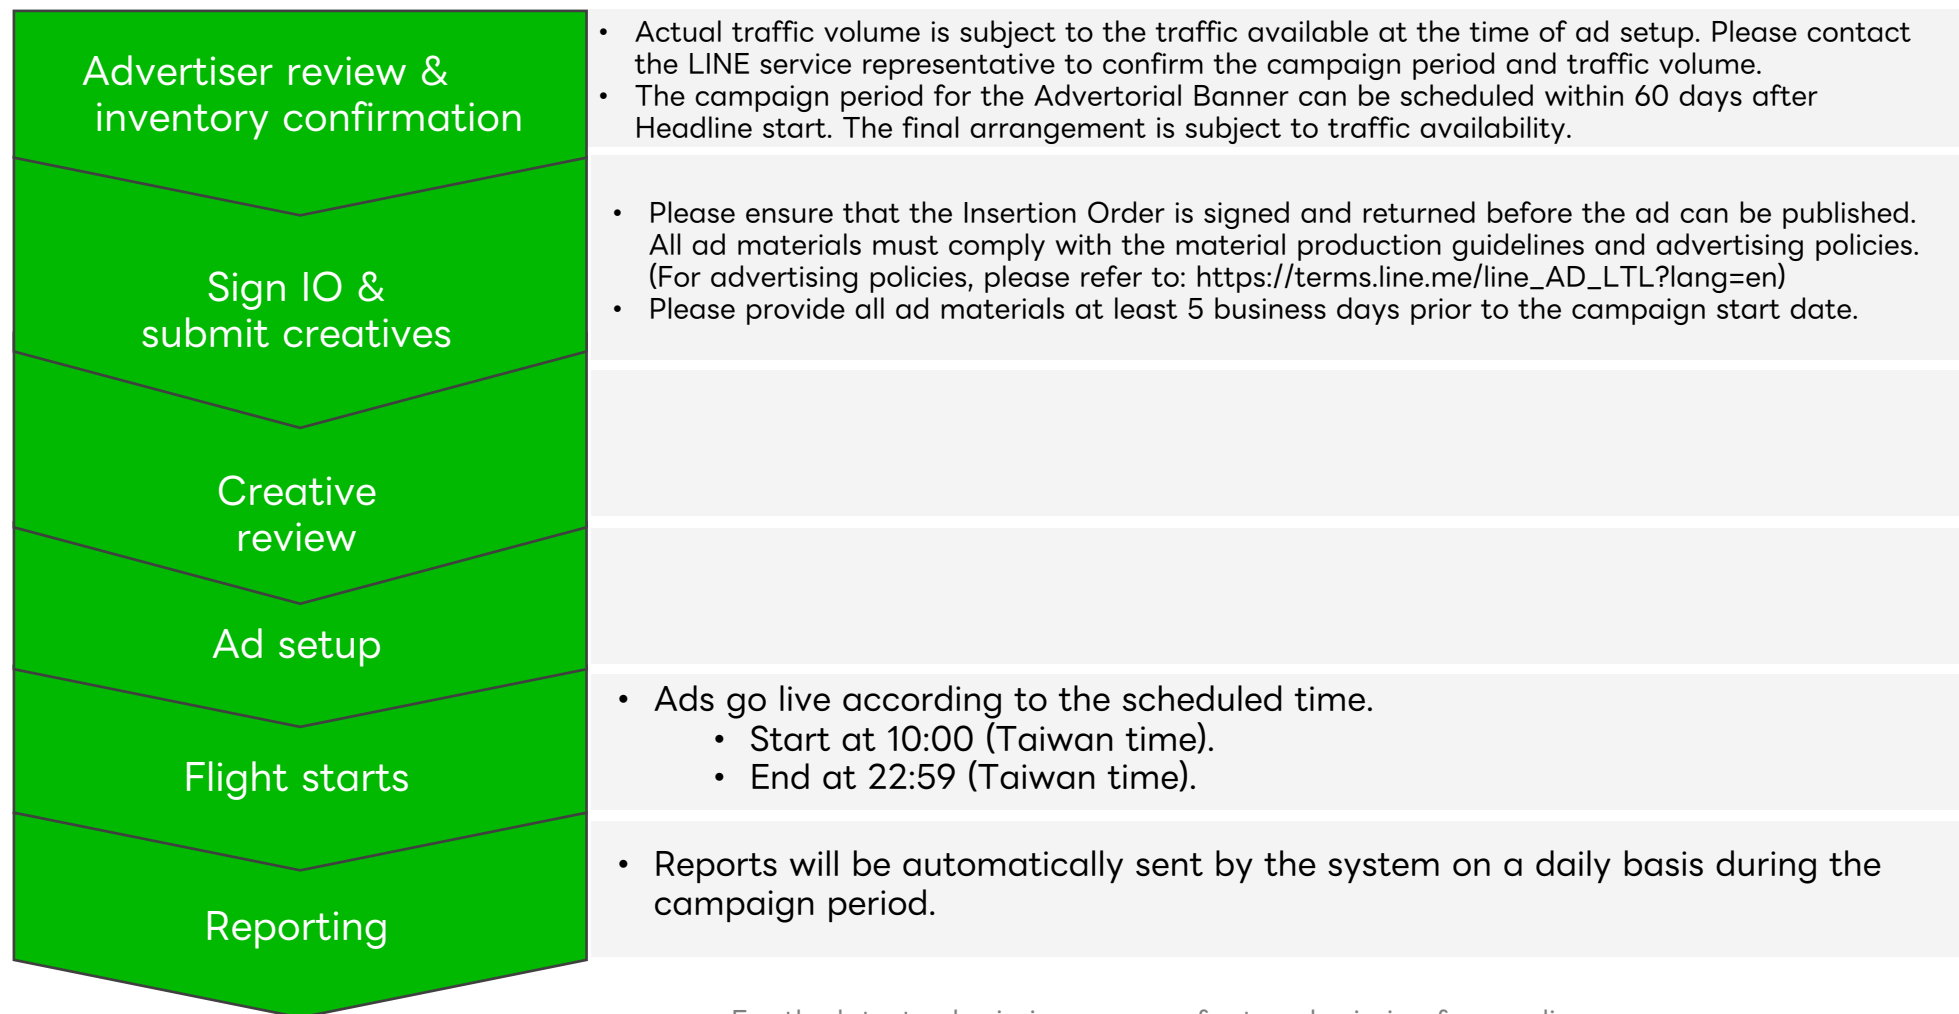 Advertiser review &
inventory confirmation
• Actual traffic volume is subject to the traffic available at the time of ad setup. Please contact
the LINE service representative to confirm the campaign period and traffic volume.
• The campaign period for the Advertorial Banner can be scheduled within 60 days after
Headline start. The final arrangement is subject to traffic availability.
Sign IO &
submit creatives
• Please ensure that the Insertion Order is signed and returned before the ad can be published.
All ad materials must comply with the material production guidelines and advertising policies.
(For advertising policies, please refer to: https://terms.line.me/line_AD_LTL?lang=en)
• Please provide all ad materials at least 5 business days prior to the campaign start date.
Creative
review
Ad setup
Flight starts
• Ads go live according to the scheduled time.
• Start at 10:00 (Taiwan time).
• End at 22:59 (Taiwan time).
Reporting
• Reports will be automatically sent by the system on a daily basis during the
campaign period.